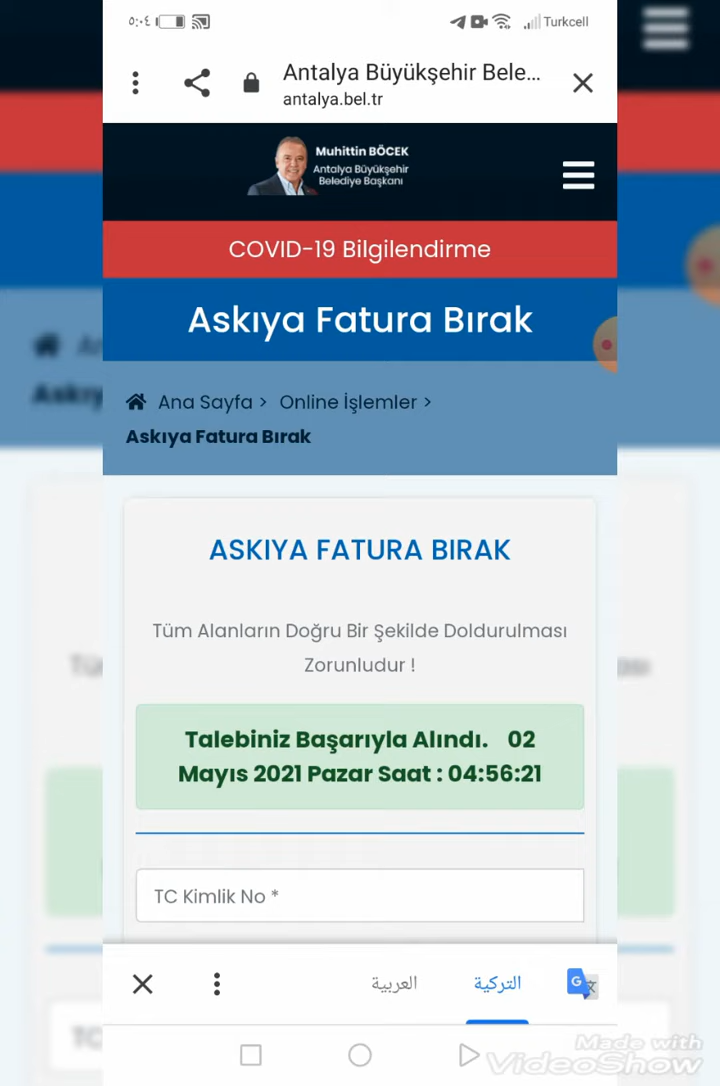 ٥:٠٤
Turkcell
Antalya Büyükşehir Bele...
antalya.bel.tr
Muhittin BÖCEK
Antalya Büyükşehir
Belediye Başkanı
COVID-19 Bilgilendirme
Askıya Fatura Bırak
Ana Sayfa > Online İşlemler >
Askıya Fatura Bırak
ASKIYA FATURA BIRAK
Tüm Alanların Doğru Bir Şekilde Doldurulması
Zorunludur !
Talebiniz Başarıyla Alındı. 02
Mayıs 2021 Pazar Saat : 04:56:21
TC Kimlik No *
العربية
التركية
Made with
VideoShow